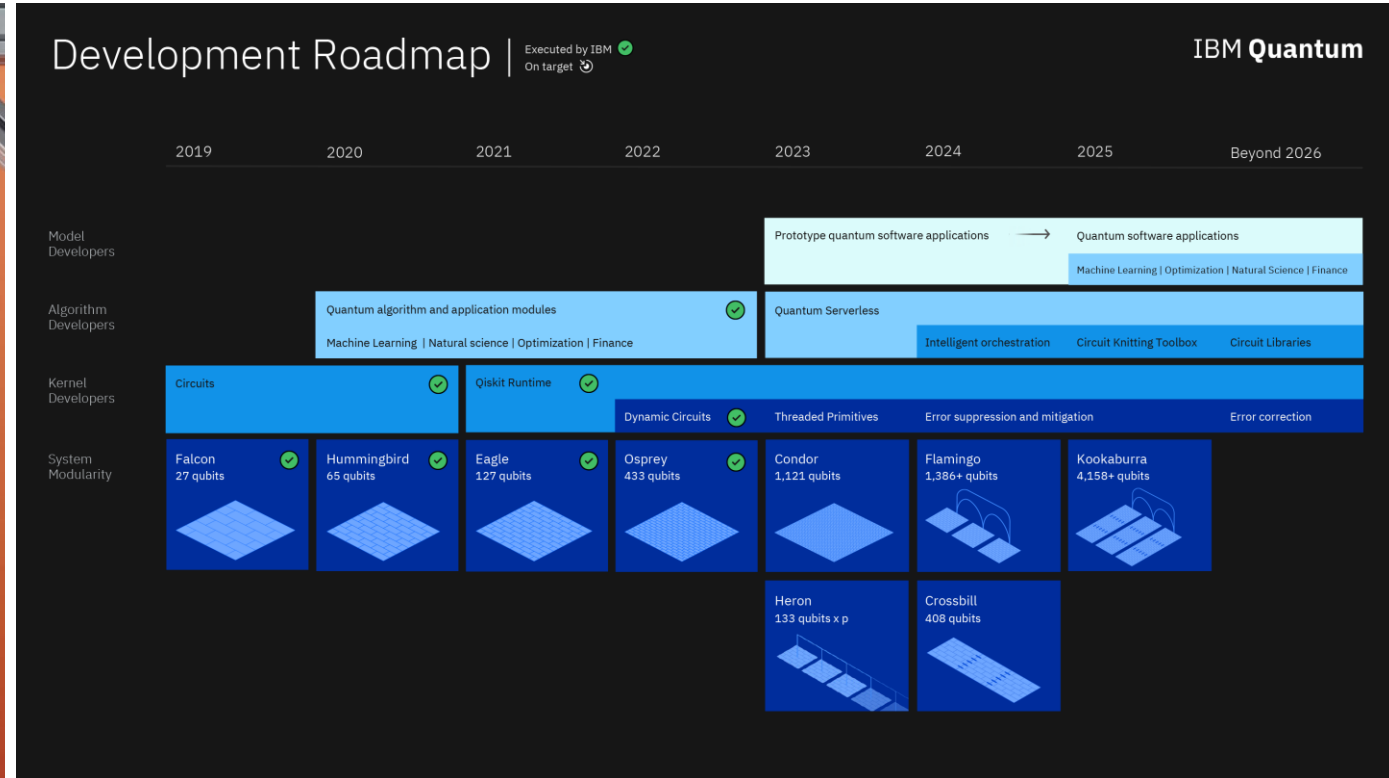 Development Roadmap
Executed by IBM
On target
IBM Quantum
2019
2020
2021
2022
2023
2024
2025
Beyond 2026
Model
Developers
Prototype quantum software applications
Quantum software applications
Machine Learning | Optimization | Natural Science | Finance
Algorithm
Developers
Quantum algorithm and application modules
Machine Learning | Natural science | Optimization | Finance
Quantum Serverless
Intelligent orchestration
Circuit Knitting Toolbox
Circuit Libraries
Kernel
Developers
Circuits
Qiskit Runtime
Dynamic Circuits
Threaded Primitives
Error suppression and mitigation
Error correction
System
Modularity
Falcon
27 qubits
Hummingbird
65 qubits
Eagle
127 qubits
Osprey
433 qubits
Condor
1,121 qubits
Flamingo
1,386+ qubits
Kookaburra
4,158+ qubits
Heron
133 qubits x p
Crossbill
408 qubits